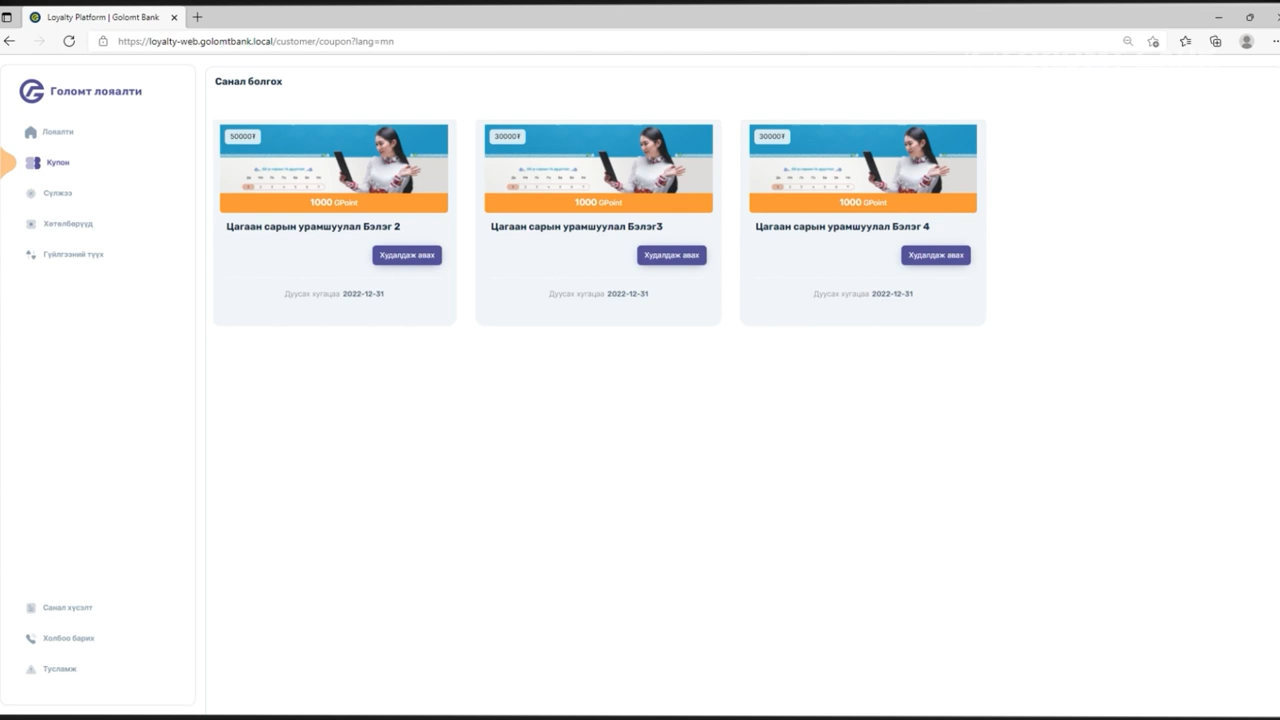 Loyalty Platform | Golomt Bank
https://loyalty-web.golomtbank.local/customer/coupon?lang=mn
Голомт лояалти
Лояалти
Купон
Сүлжээ
Хөтөлбөрүүд
Гүйлгээний түүх
Санал хүсэлт
Холбоо барих
Тусламж
Санал болгох
50000₮
1000 GPoint
Цагаан сарын урамшуулал Бэлэг 2
Худалдаж авах
Дуусах хугацаа 2022-12-31
30000₮
1000 GPoint
Цагаан сарын урамшуулал Бэлэг3
Худалдаж авах
Дуусах хугацаа 2022-12-31
30000₮
1000 GPoint
Цагаан сарын урамшуулал Бэлэг 4
Худалдаж авах
Дуусах хугацаа 2022-12-31